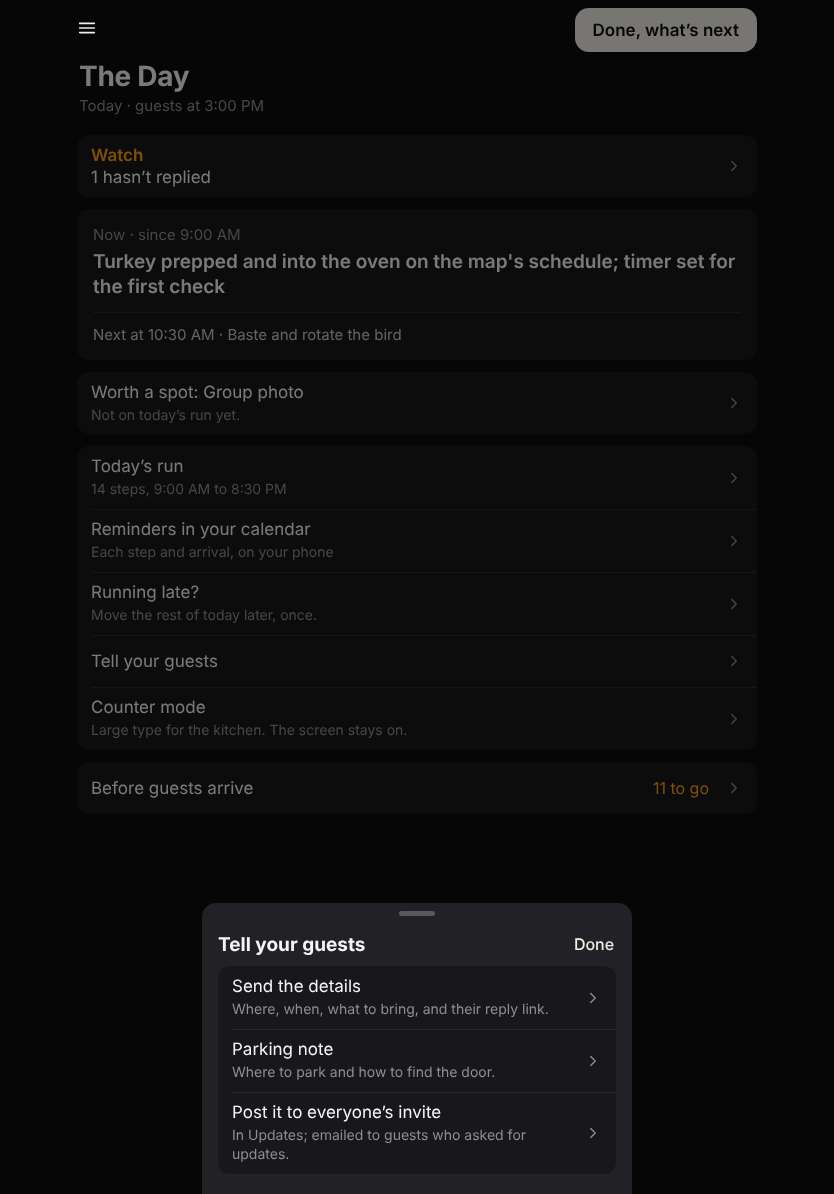 Done, what’s next
The Day
Today · guests at 3:00 PM
Watch
1 hasn’t replied
Now · since 9:00 AM
Turkey prepped and into the oven on the map's schedule; timer set for
the first check
Next at 10:30 AM · Baste and rotate the bird
Worth a spot: Group photo
Not on today’s run yet.
Today’s run
14 steps, 9:00 AM to 8:30 PM
Reminders in your calendar
Each step and arrival, on your phone
Running late?
Move the rest of today later, once.
Tell your guests
Counter mode
Large type for the kitchen. The screen stays on.
Before guests arrive
11 to go
Tell your guests
Done
Send the details
Where, when, what to bring, and their reply link.
Parking note
Where to park and how to find the door.
Post it to everyone’s invite
In Updates; emailed to guests who asked for
updates.